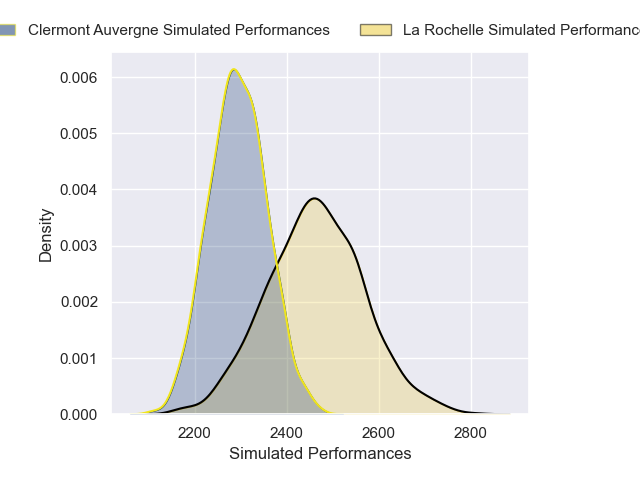 Clermont Auvergne Simulated Performances
La Rochelle Simulated Performanc
0.006
0.005
0.004
0.003
0.002
0.001
0.000
Density
2200 2400 2600 2800
Simulated Performances